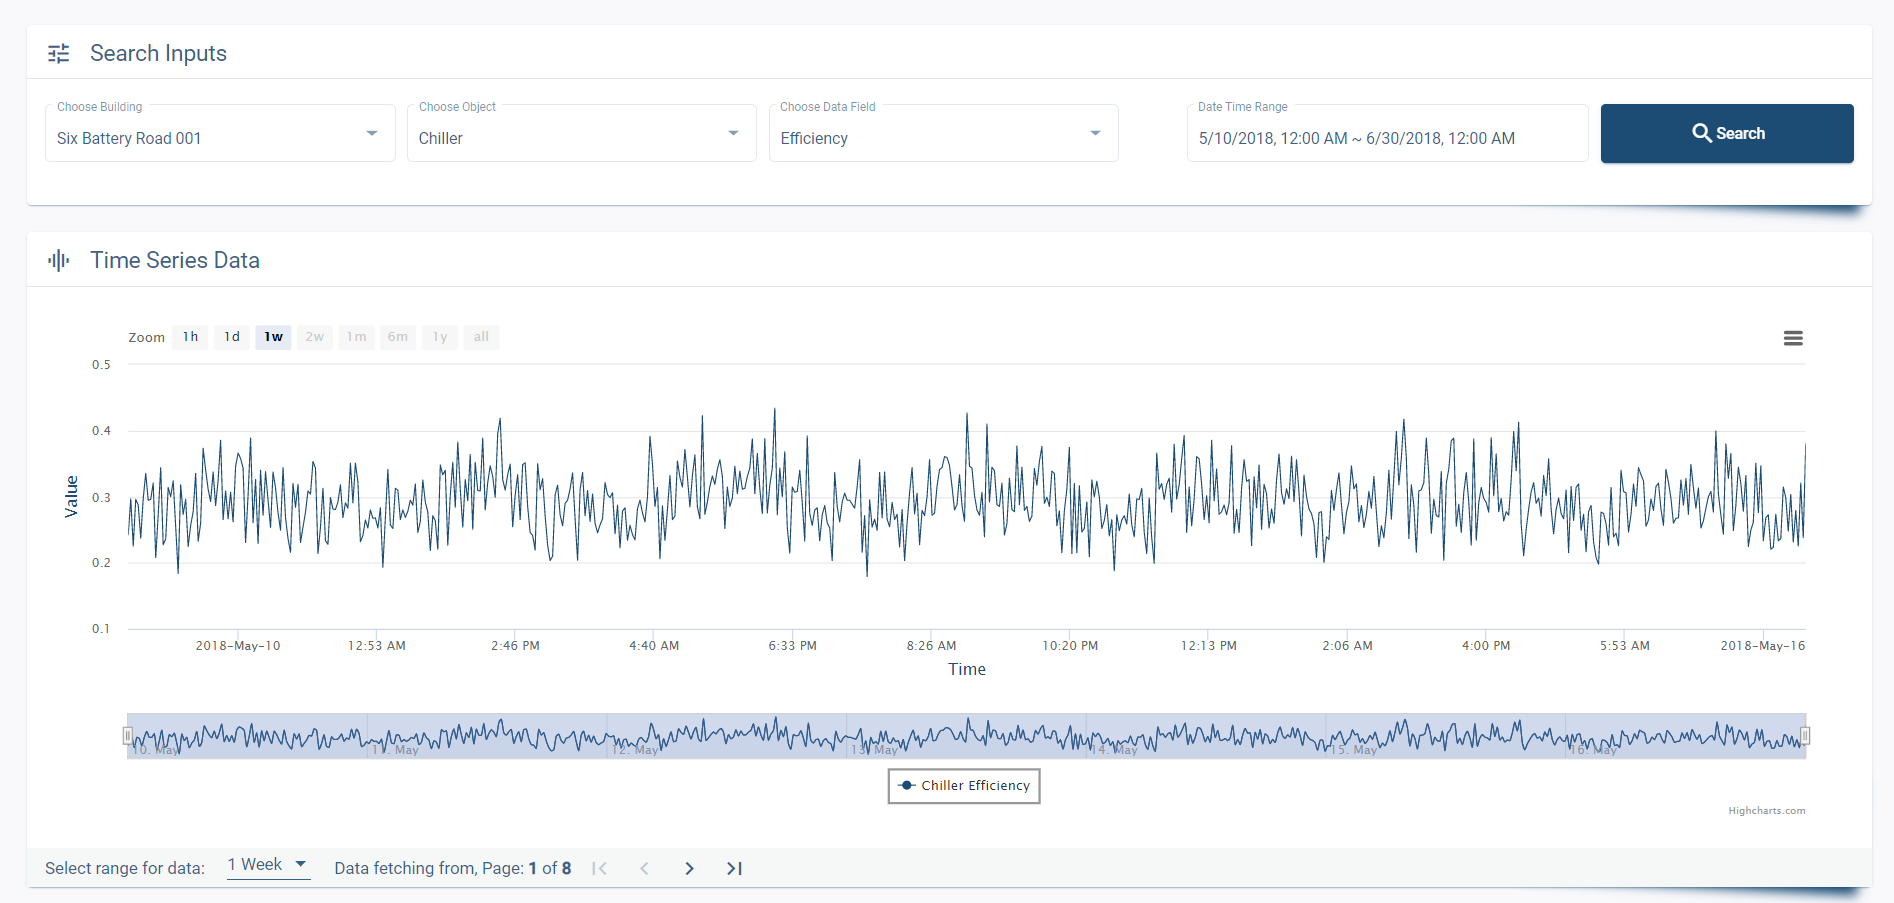 Search Inputs
Choose Building
Six Battery Road 001
Choose Object
Chiller
Choose Data Field
Efficiency
Date Time Range
5/10/2018, 12:00 AM ~ 6/30/2018, 12:00 AM
Search
Time Series Data
Zoom 1h 1d 1w 2w 1m 6m 1y all
0.5
0.4
0.3
0.2
0.1
Value
2018-May-10 12:53 AM 2:46 PM 4:40 AM 6:33 PM 8:26 AM 10:20 PM 12:13 PM 2:06 AM 4:00 PM 5:53 AM 2018-May-16
Time
10. May 11. May 12. May 13. May 14. May 15. May 16. May
Chiller Efficiency
Highcharts.com
Select range for data: 1 Week Data fetching from, Page: 1 of 8